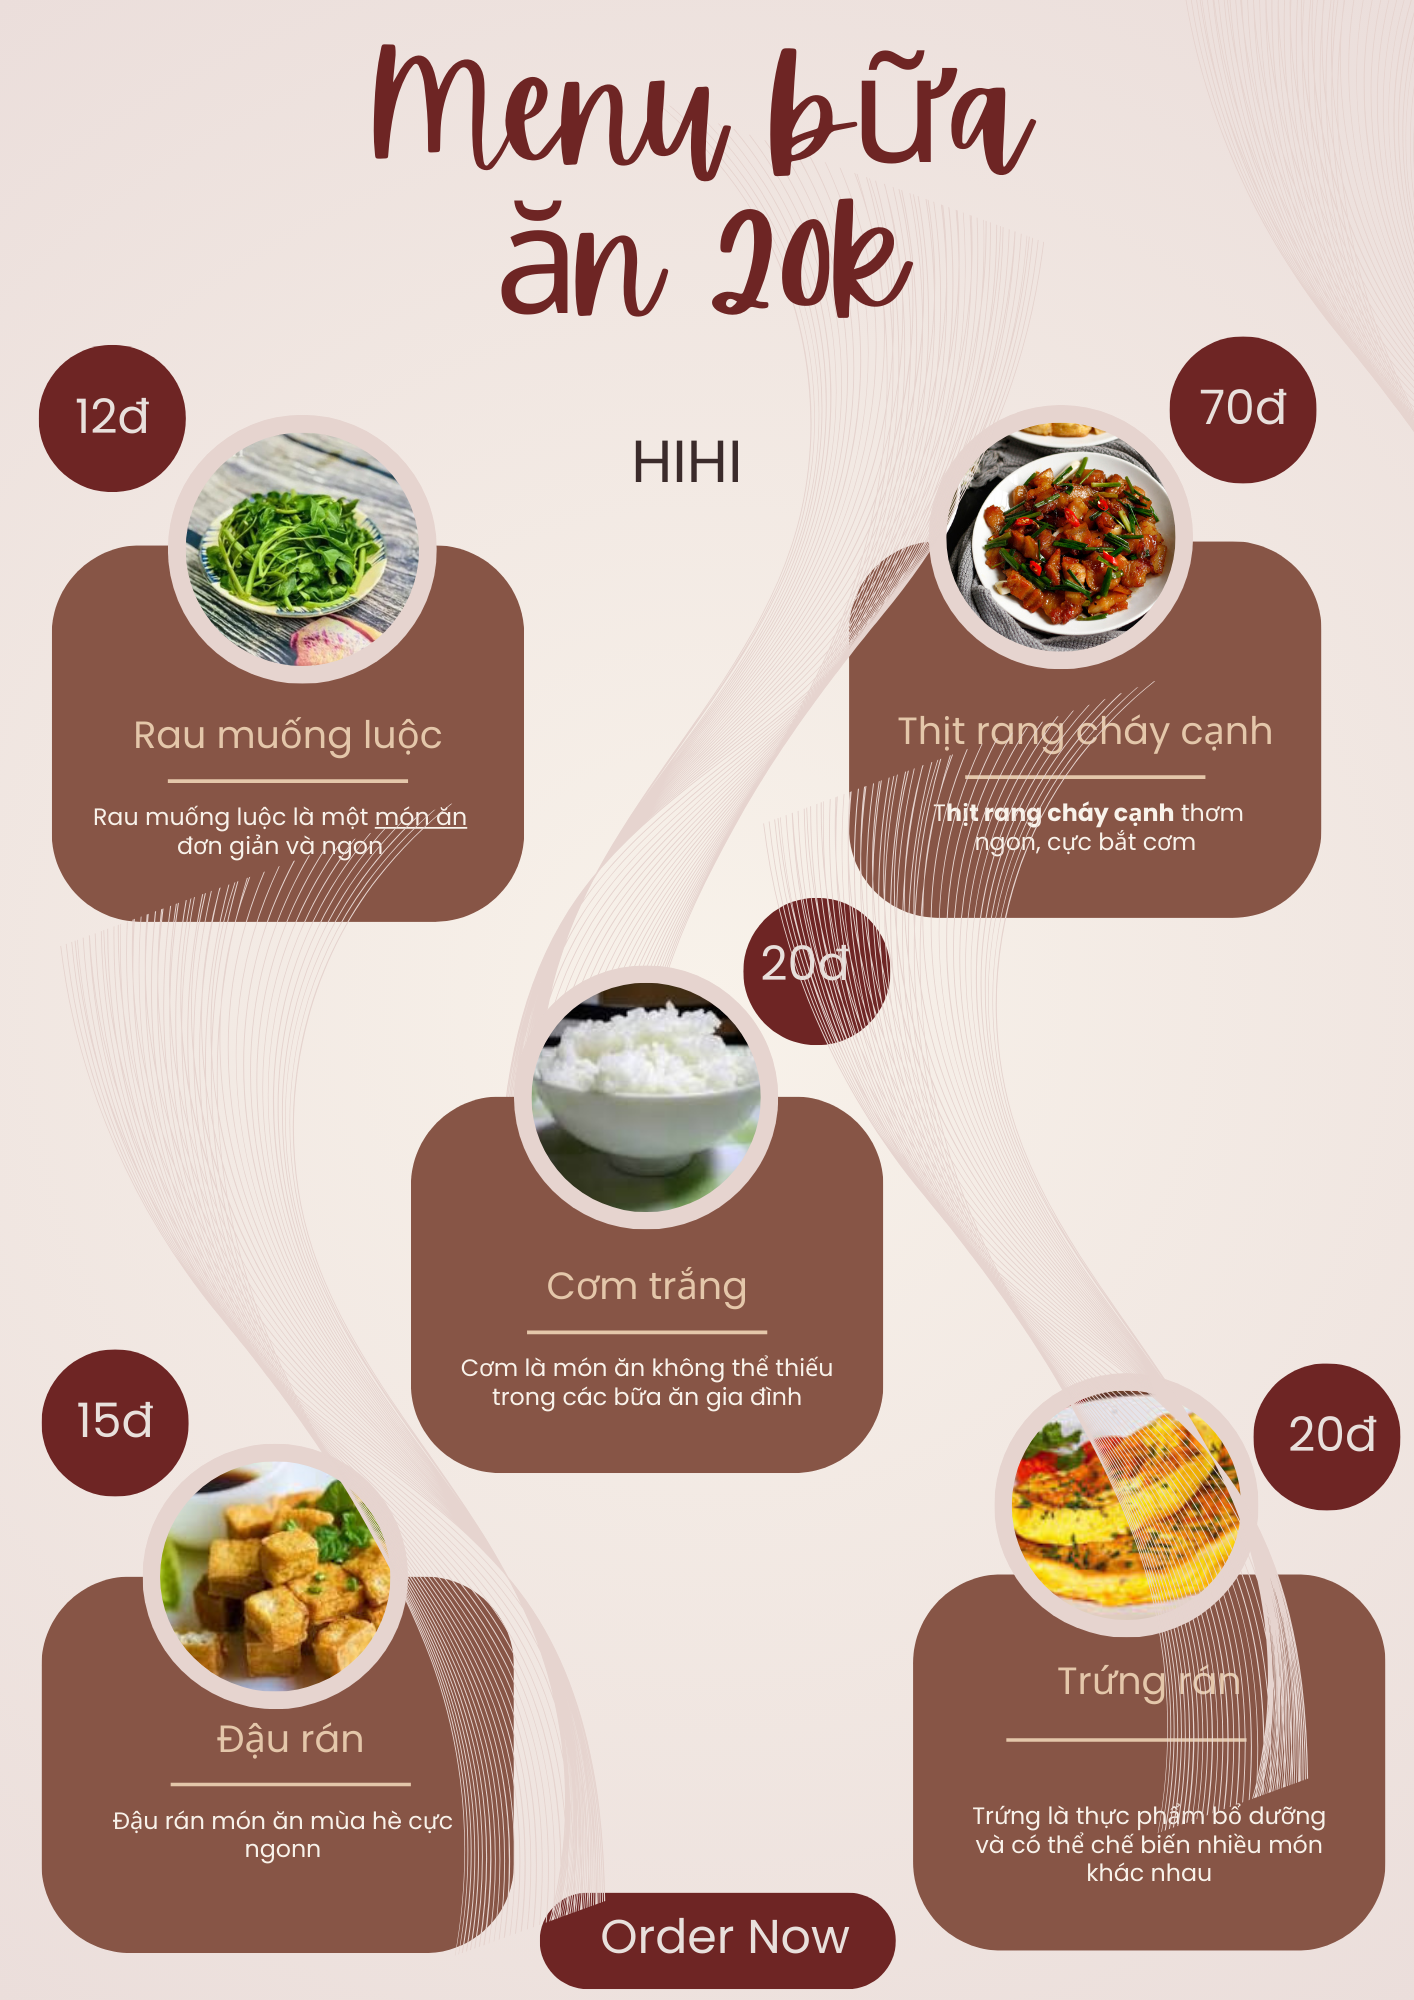 Menu bữa
ăn 20k
12đ
70đ
HIHI
Rau muống luộc
Rau muống luộc là một món ăn
đơn giản và ngon
Thịt rang cháy cạnh
Thịt rang cháy cạnh thơm
ngon, cực bắt cơm
20đ
Cơm trắng
Cơm là món ăn không thể thiếu
trong các bữa ăn gia đình
15đ
20đ
Đậu rán
Đậu rán món ăn mùa hè cực
ngonn
Trứng rán
Trứng là thực phẩm bổ dưỡng
và có thể chế biến nhiều món
khác nhau
Order Now